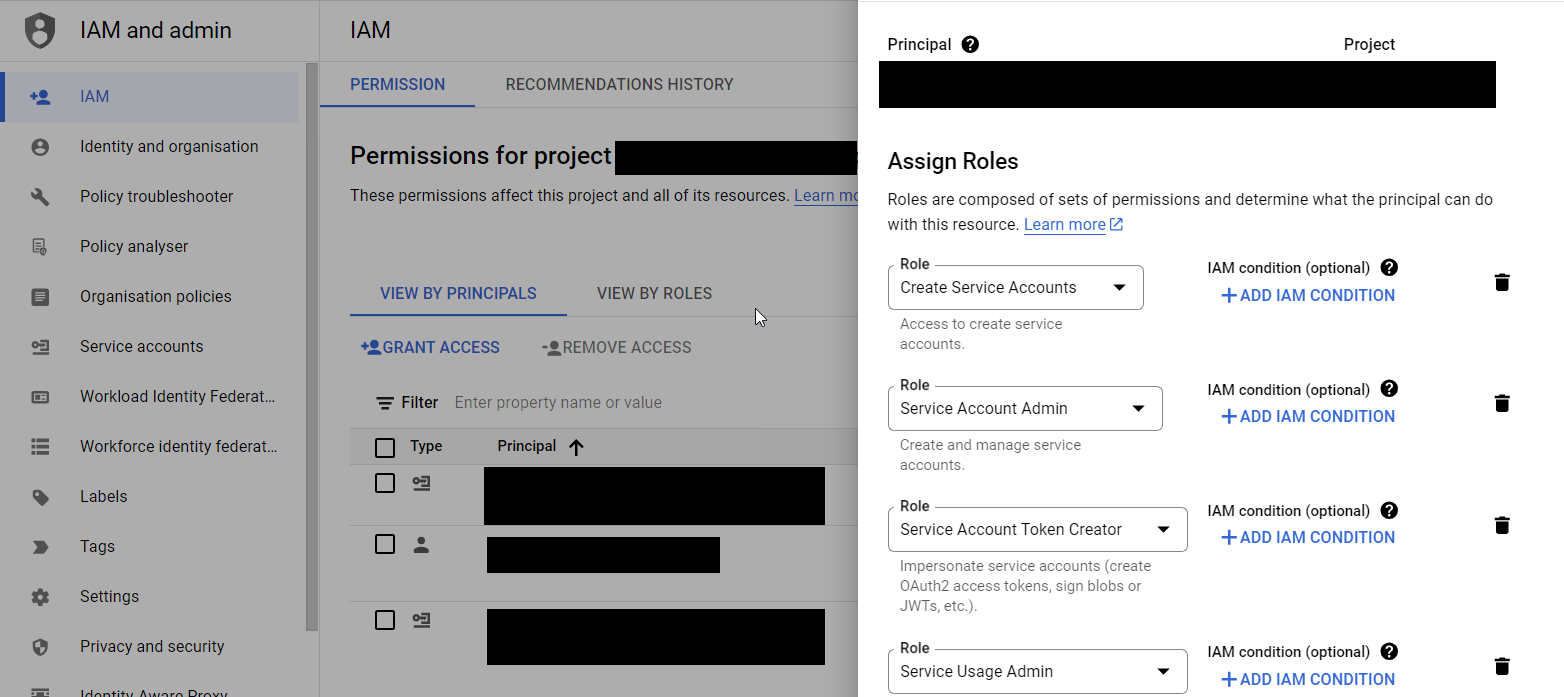 IAM and admin
IAM
Identity and organisation
Policy troubleshooter
Policy analyser
Organisation policies
Service accounts
Workload Identity Federat...
Workforce identity federat...
Labels
Tags
Settings
Privacy and security
Identity-Aware Proxy
IAM
PERMISSION
RECOMMENDATIONS HISTORY
Permissions for project
These permissions affect this project and all of its resources. Learn mo
VIEW BY PRINCIPALS
VIEW BY ROLES
GRANT ACCESS
REMOVE ACCESS
Filter Enter property name or value
Type Principal
Principal
Project
Assign Roles
Roles are composed of sets of permissions and determine what the principal can do
with this resource. Learn more
Role
Create Service Accounts
Access to create service
accounts.
IAM condition (optional)
ADD IAM CONDITION
Role
Service Account Admin
Create and manage service
accounts.
IAM condition (optional)
ADD IAM CONDITION
Role
Service Account Token Creator
Impersonate service accounts (create
OAuth2 access tokens, sign blobs or
JWTs, etc.).
IAM condition (optional)
ADD IAM CONDITION
Role
Service Usage Admin
IAM condition (optional)
ADD IAM CONDITION